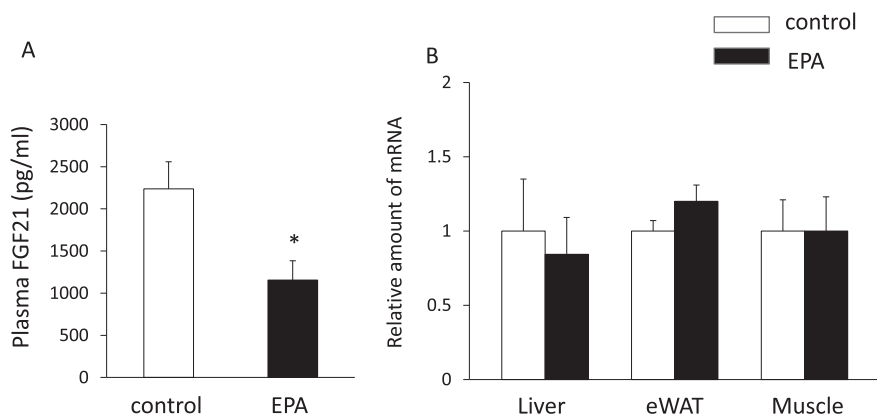 control
EPA
A
Plasma FGF21 (pg/ml)
3000
2500
2000
1500
1000
500
0
*
control EPA
B
Relative amount of mRNA
2
1.5
1
0.5
0
Liver eWAT Muscle